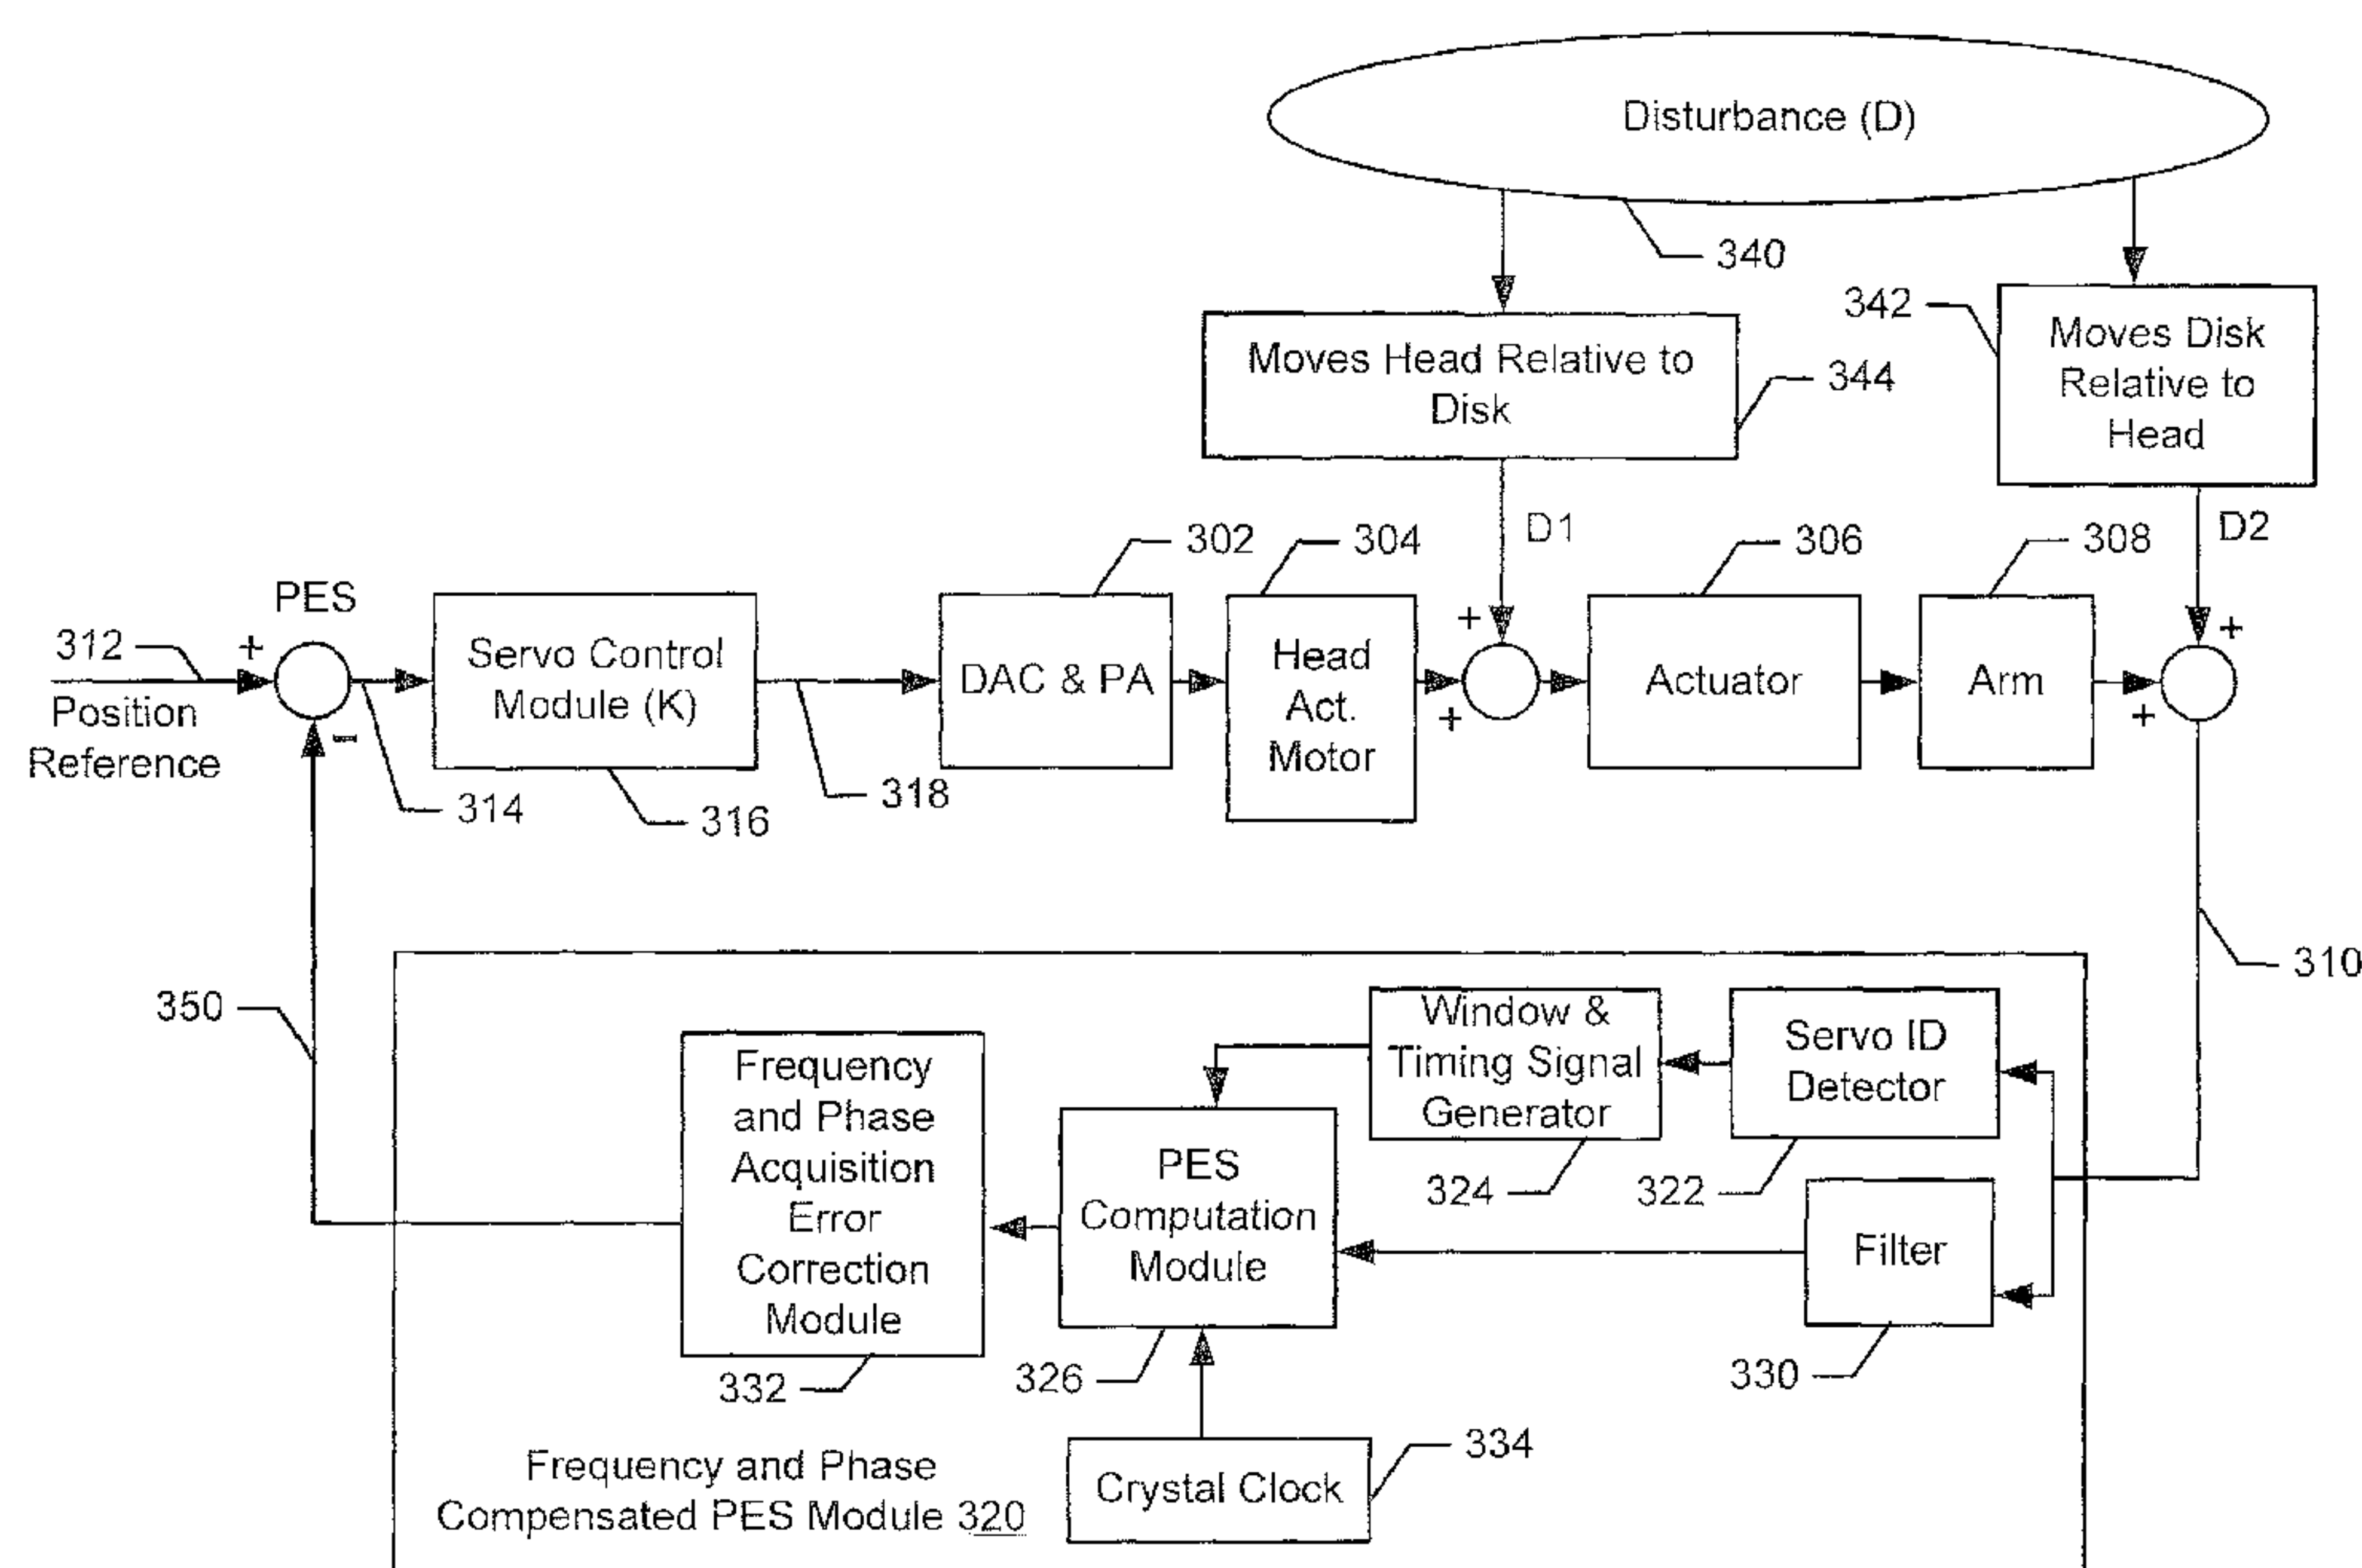 Disturbance (D)
340
342
Moves Disk
Relative to
Head
Moves Head Relative to
Disk
344
D1
D2
302
304
306
308
PES
312
+
Position
Reference
−
314
Servo Control
Module (K)
316
318
DAC & PA
Head
Act.
Motor
+
+
Actuator
Arm
+
+
310
350
Frequency
and Phase
Acquisition
Error
Correction
Module
332
PES
Computation
Module
326
Window &
Timing Signal
Generator
324
Servo ID
Detector
322
Filter
330
Crystal Clock
334
Frequency and Phase
Compensated PES Module 320